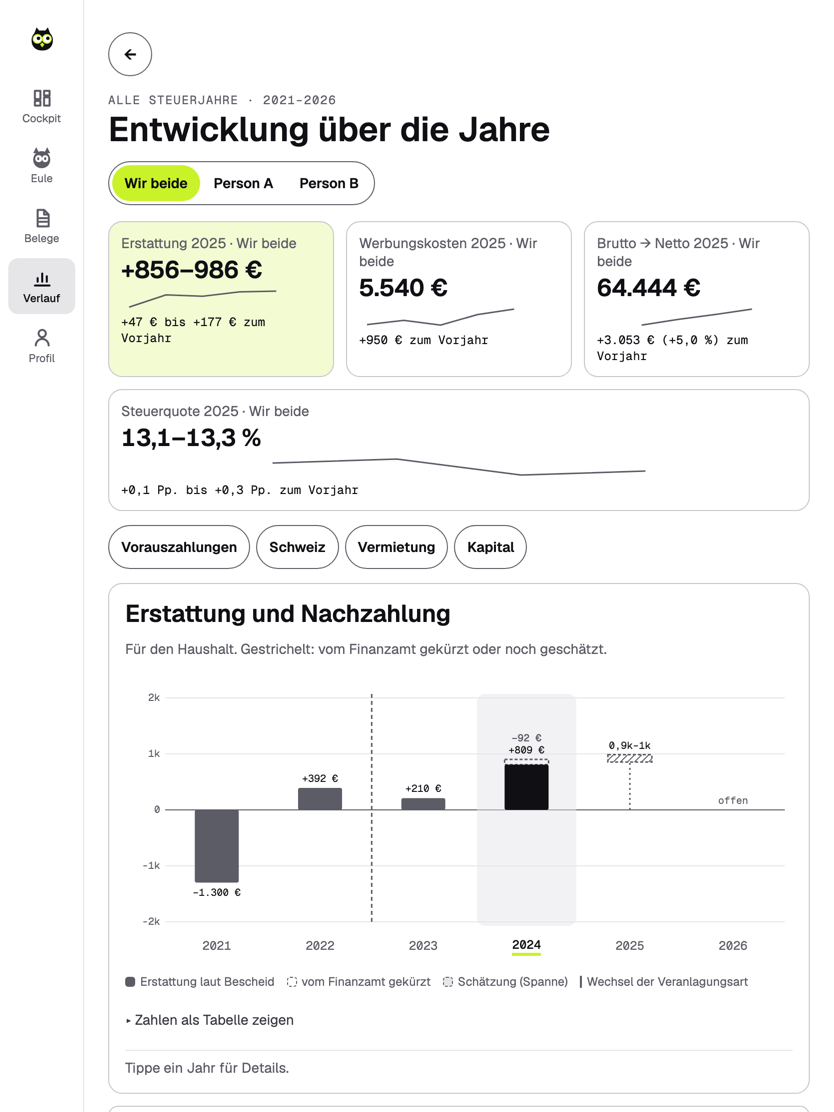 Cockpit
Eule
Belege
Verlauf
Profil
←
ALLE STEUERJAHRE · 2021–2026
Entwicklung über die Jahre
Wir beide
Person A
Person B
Erstattung 2025 · Wir beide
+856–986 €
+47 € bis +177 € zum
Vorjahr
Werbungskosten 2025 · Wir
beide
5.540 €
+950 € zum Vorjahr
Brutto → Netto 2025 · Wir
beide
64.444 €
+3.053 € (+5,0 %) zum
Vorjahr
Steuerquote 2025 · Wir beide
13,1–13,3 %
+0,1 Pp. bis +0,3 Pp. zum Vorjahr
Vorauszahlungen
Schweiz
Vermietung
Kapital
Erstattung und Nachzahlung
Für den Haushalt. Gestrichelt: vom Finanzamt gekürzt oder noch geschätzt.
2k
1k
0
-1k
-2k
−1.300 €
+392 €
+210 €
−92 €
+809 €
0,9k–1k
offen
2021
2022
2023
2024
2025
2026
Erstattung laut Bescheid
vom Finanzamt gekürzt
Schätzung (Spanne)
Wechsel der Veranlagungsart
▸ Zahlen als Tabelle zeigen
Tippe ein Jahr für Details.